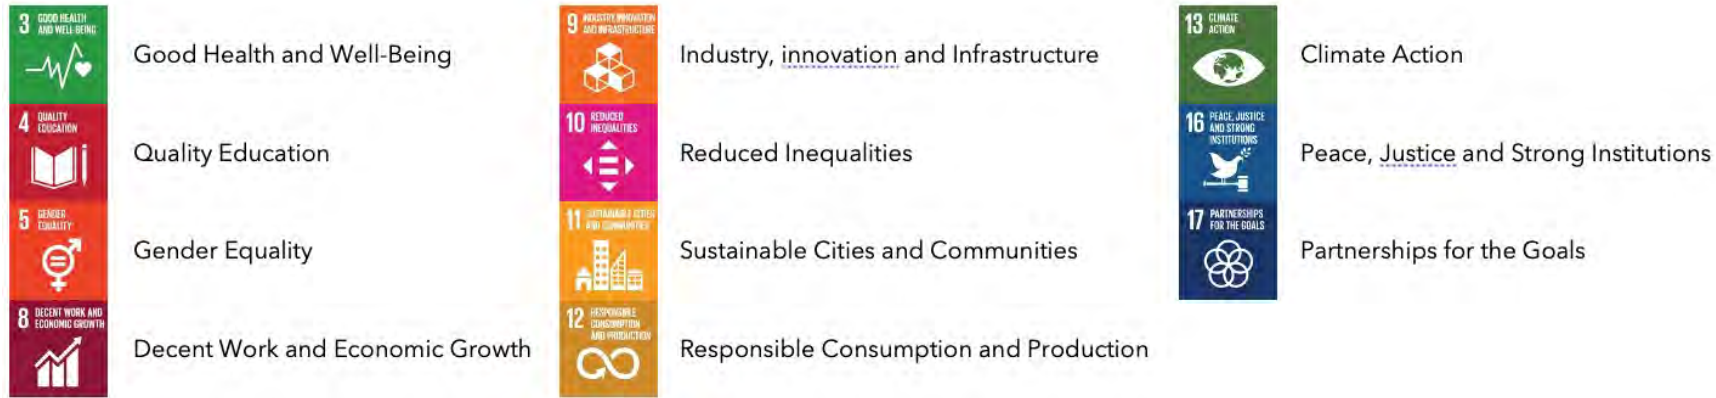 3 GOOD HEALTH
AND WELL-BEING
Good Health and Well-Being
4 QUALITY
EDUCATION
Quality Education
5 GENDER
EQUALITY
Gender Equality
8 DECENT WORK AND
ECONOMIC GROWTH
Decent Work and Economic Growth
9 INDUSTRY, INNOVATION
AND INFRASTRUCTURE
Industry, innovation and Infrastructure
10 REDUCED
INEQUALITIES
Reduced Inequalities
11 SUSTAINABLE CITIES
AND COMMUNITIES
Sustainable Cities and Communities
12 RESPONSIBLE
CONSUMPTION
AND PRODUCTION
Responsible Consumption and Production
13 CLIMATE
ACTION
Climate Action
16 PEACE, JUSTICE
AND STRONG
INSTITUTIONS
Peace, Justice and Strong Institutions
17 PARTNERSHIPS
FOR THE GOALS
Partnerships for the Goals